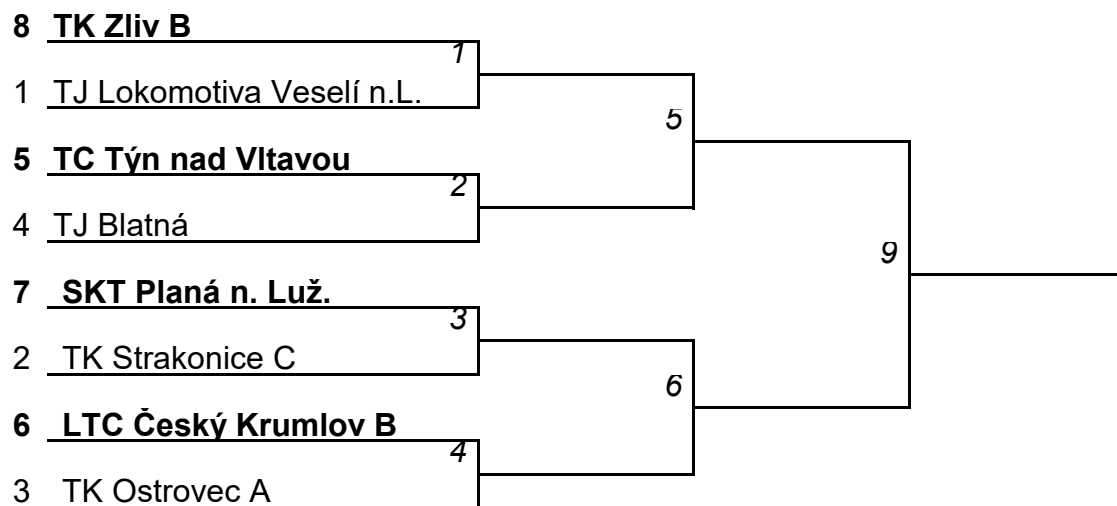 8 TK Zliv B
1
1 TJ Lokomotiva Veselí n.L.
5
5 TC Týn nad Vltavou
2
4 TJ Blatná
9
7 SKT Planá n. Luž.
3
2 TK Strakonice C
6
6 LTC Český Krumlov B
4
3 TK Ostrovec A